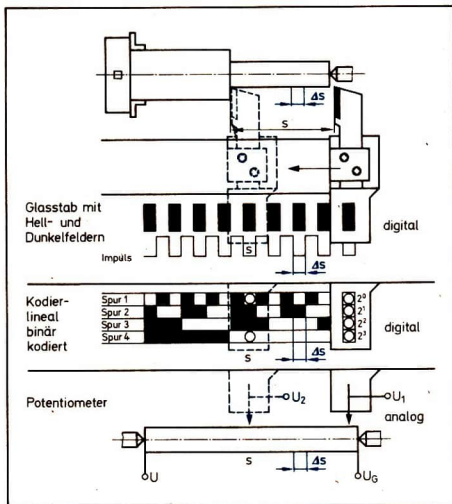 Δs
s
Glasstab mit
Hell- und
Dunkelfeldern
digital
Impuls
s
Δs
Kodier-
lineal
binär
kodiert
Spur 1
Spur 2
Spur 3
Spur 4
2⁰
2¹
2²
2³
digital
s
Δs
Potentiometer
U₂
U₁
analog
s
Δs
U
U_G